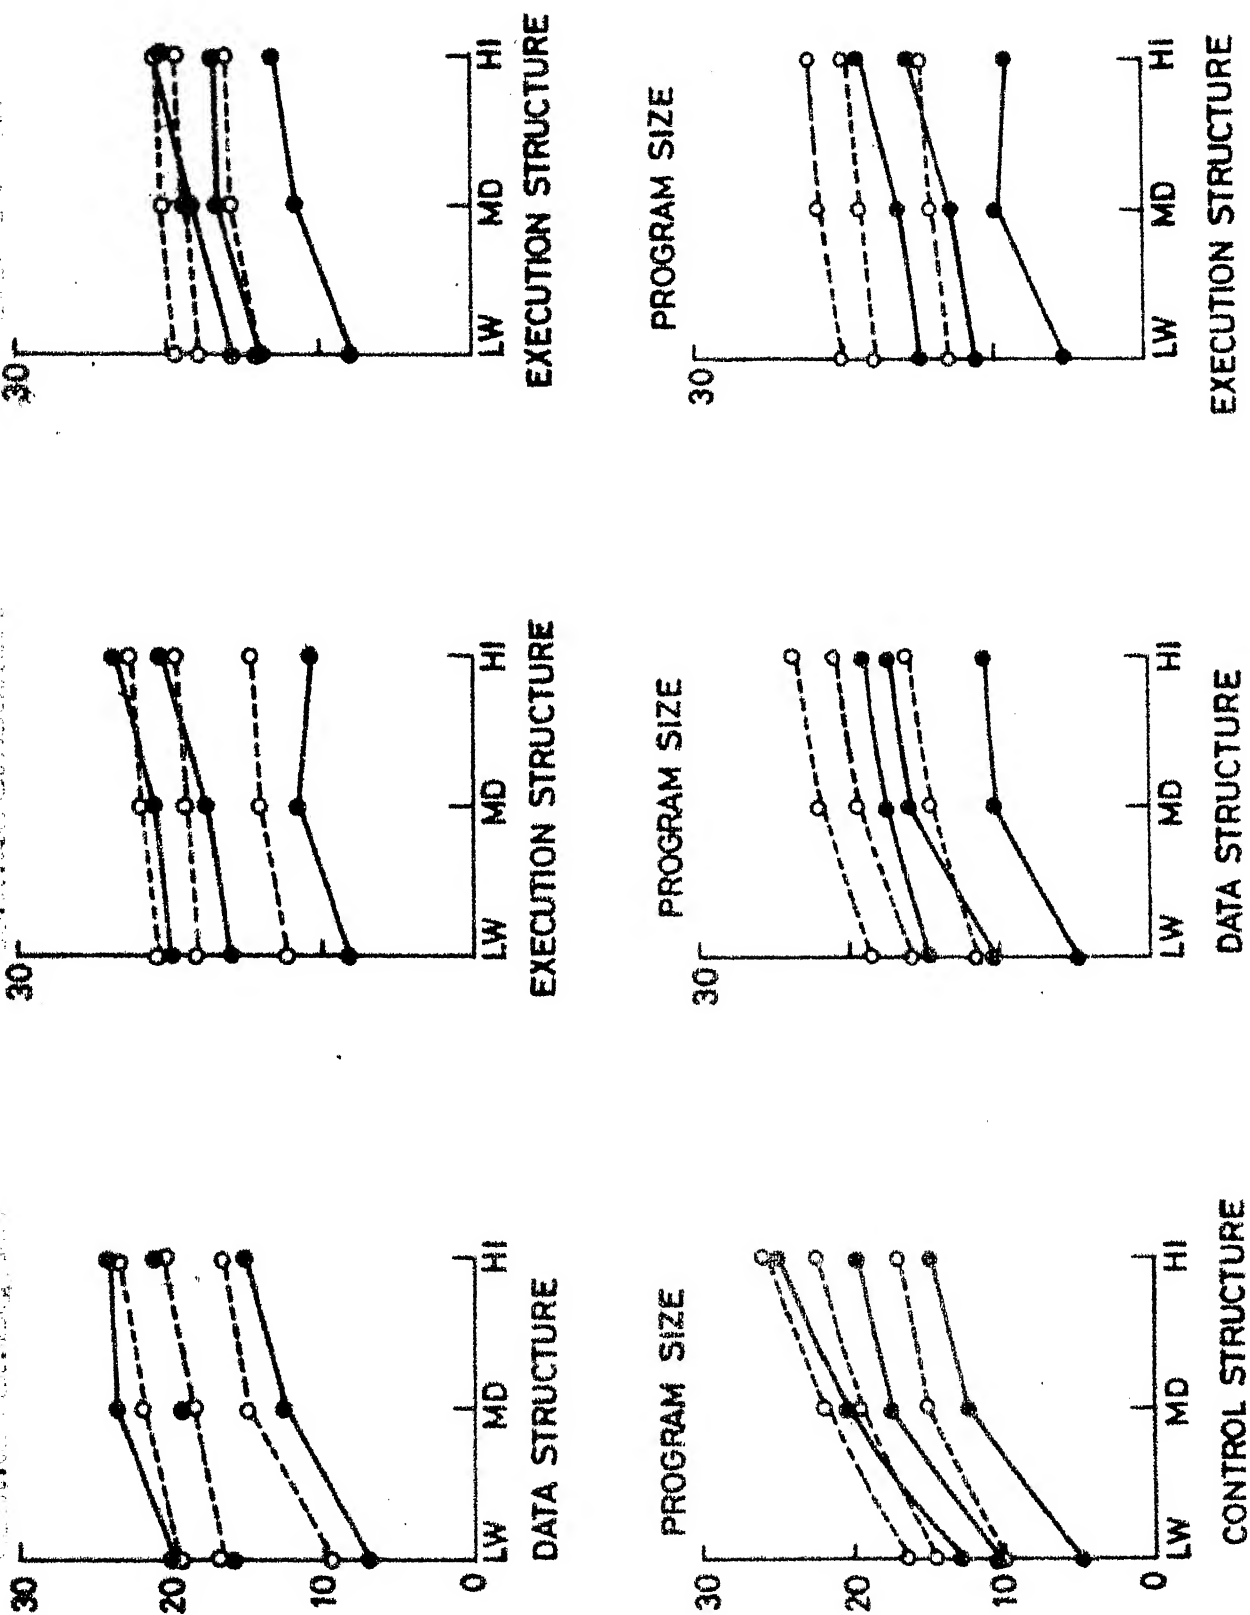 30 30 30
20
10
0
LW MD HI LW MD HI LW MD HI
DATA STRUCTURE EXECUTION STRUCTURE EXECUTION STRUCTURE
PROGRAM SIZE PROGRAM SIZE PROGRAM SIZE
30 30 30
20
10
0
LW MD HI LW MD HI LW MD HI
CONTROL STRUCTURE DATA STRUCTURE EXECUTION STRUCTURE